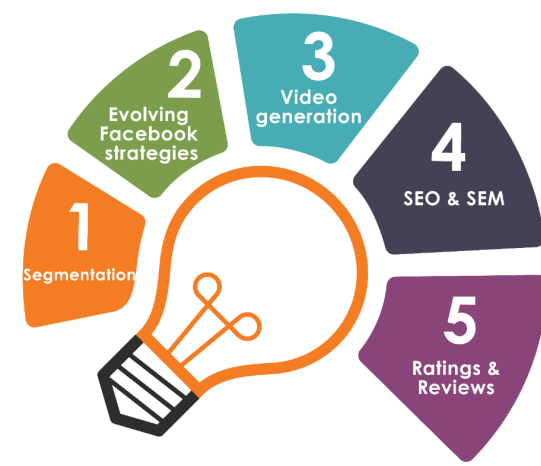 1
Segmentation
2
Evolving
Facebook
strategies
3
Video
generation
4
SEO & SEM
5
Ratings &
Reviews